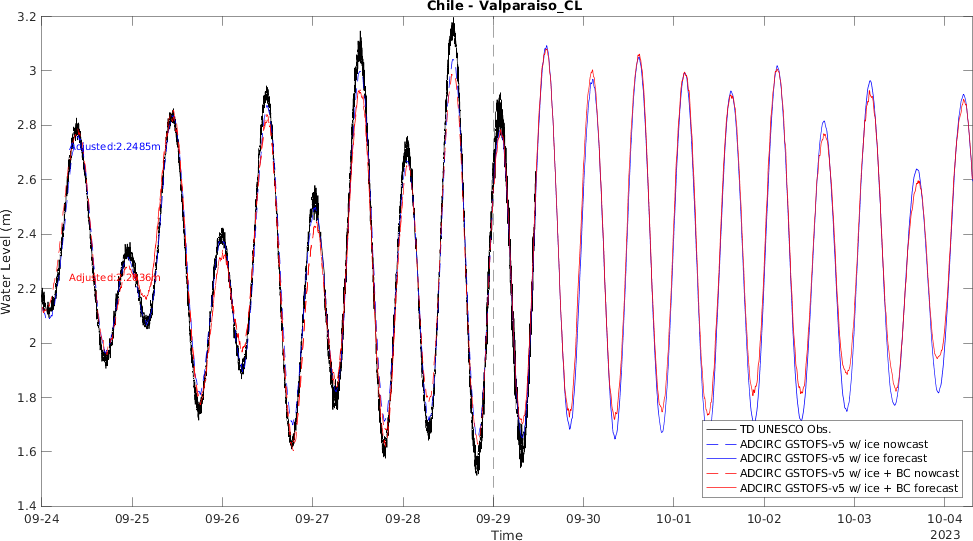 Chile - Valparaiso_CL
3.2
3
2.8
2.6
2.4
2.2
2
1.8
1.6
1.4
Water Level (m)
Adjusted:2.2485m
TD UNESCO Obs.
ADCIRC GSTOFS-v5 w/ ice nowcast
ADCIRC GSTOFS-v5 w/ ice forecast
ADCIRC GSTOFS-v5 w/ ice + BC nowcast
ADCIRC GSTOFS-v5 w/ ice + BC forecast
09-24
09-25
09-26
09-27
09-28
09-29
09-30
10-01
10-02
10-03
10-04
Time
2023